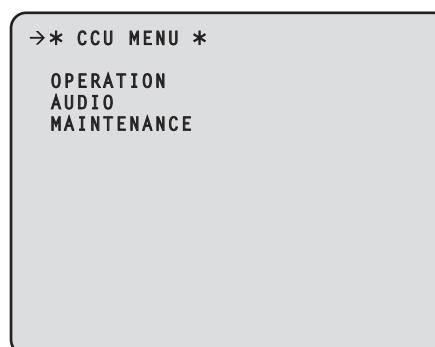 →* CCU MENU *
OPERATION
AUDIO
MAINTENANCE